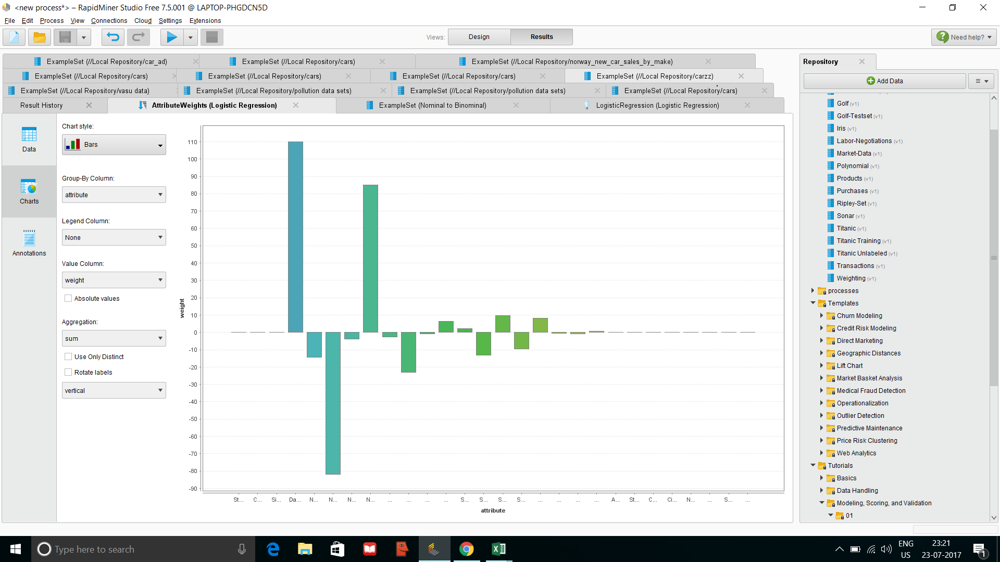 <new process*> – RapidMiner Studio Free 7.5.001 @ LAPTOP-PHGDCN5D
File Edit Process View Connections Cloud Settings Extensions
Views: Design Results Need help?
ExampleSet (//Local Repository/car_ad) ExampleSet (//Local Repository/cars) ExampleSet (//Local Repository/norway_new_car_sales_by_make)
ExampleSet (//Local Repository/cars) ExampleSet (//Local Repository/cars) ExampleSet (//Local Repository/cars) ExampleSet (//Local Repository/carzz)
ExampleSet (//Local Repository/vasu data) ExampleSet (//Local Repository/pollution data sets) ExampleSet (//Local Repository/pollution data sets) ExampleSet (//Local Repository/cars)
Result History AttributeWeights (Logistic Regression) ExampleSet (Nominal to Binominal) LogisticRegression (Logistic Regression)
Data
Charts
Annotations
Chart style:
Bars
Group-By Column:
attribute
Legend Column:
None
Value Column:
weight
Absolute values
Aggregation:
sum
Use Only Distinct
Rotate labels
vertical
weight
110
100
90
80
70
60
50
40
30
20
10
0
-10
-20
-30
-40
-50
-60
-70
-80
-90
St... C... Si... Da... N... N... N... N... ... ... ... ... S... S... S... S... ... ... ... ... A... St... C... Ci... N... ... S... ...
attribute
Repository
Add Data
Golf (v1)
Golf-Testset (v1)
Iris (v1)
Labor-Negotiations (v1)
Market-Data (v1)
Polynomial (v1)
Products (v1)
Purchases (v1)
Ripley-Set (v1)
Sonar (v1)
Titanic (v1)
Titanic Training (v1)
Titanic Unlabeled (v1)
Transactions (v1)
Weighting (v1)
processes
Templates
Churn Modeling
Credit Risk Modeling
Direct Marketing
Geographic Distances
Lift Chart
Market Basket Analysis
Medical Fraud Detection
Operationalization
Outlier Detection
Predictive Maintenance
Price Risk Clustering
Web Analytics
Tutorials
Basics
Data Handling
Modeling, Scoring, and Validation
01
Type here to search
ENG
US
23:21
23-07-2017
1